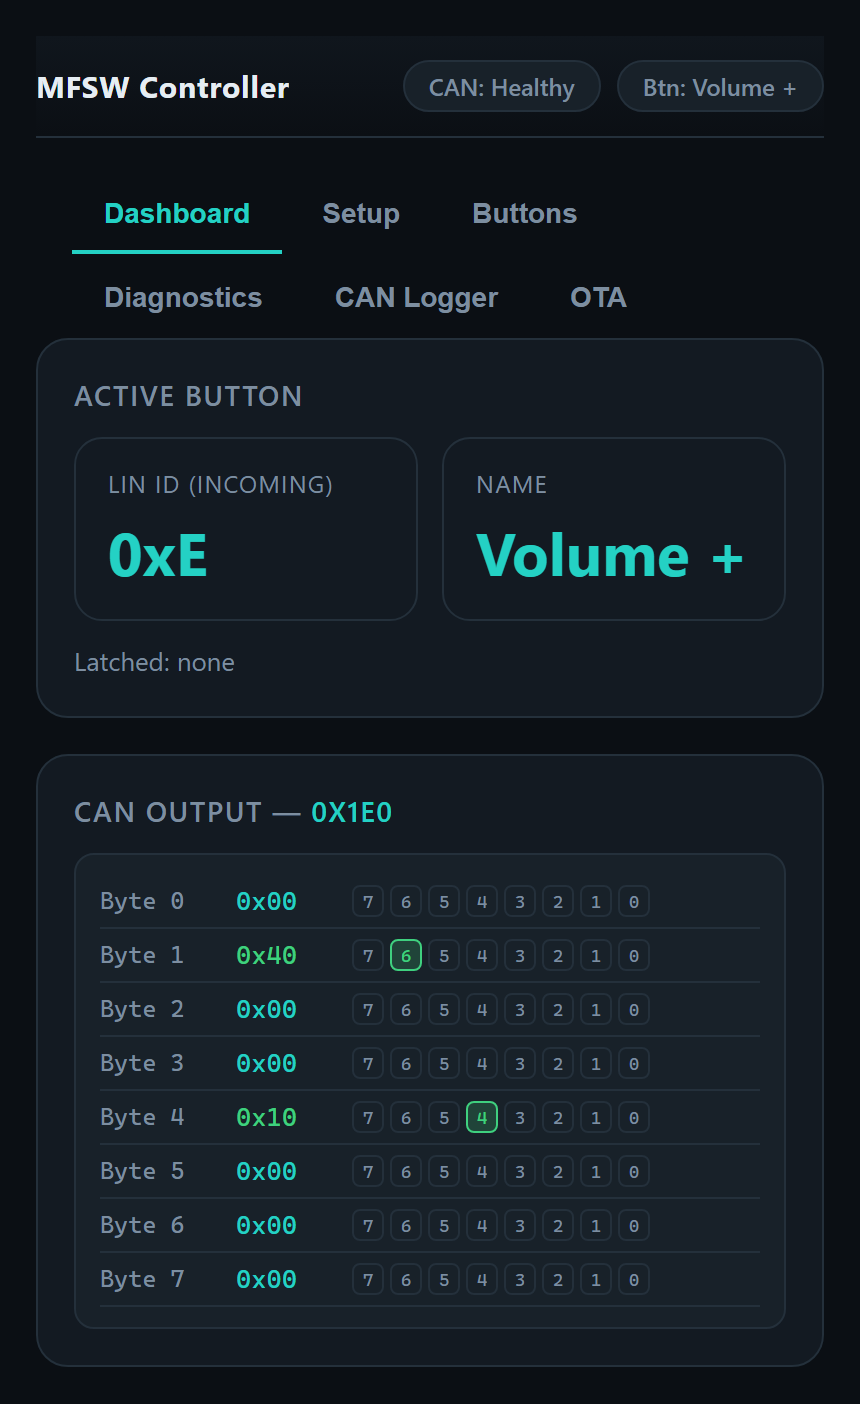 MFSW Controller CAN: Healthy Btn: Volume +
Dashboard Setup Buttons
Diagnostics CAN Logger OTA
ACTIVE BUTTON
LIN ID (INCOMING) NAME
0xE Volume +
Latched: none
CAN OUTPUT — 0X1E0
Byte 0 0x00 7 6 5 4 3 2 1 0
Byte 1 0x40 7 6 5 4 3 2 1 0
Byte 2 0x00 7 6 5 4 3 2 1 0
Byte 3 0x00 7 6 5 4 3 2 1 0
Byte 4 0x10 7 6 5 4 3 2 1 0
Byte 5 0x00 7 6 5 4 3 2 1 0
Byte 6 0x00 7 6 5 4 3 2 1 0
Byte 7 0x00 7 6 5 4 3 2 1 0